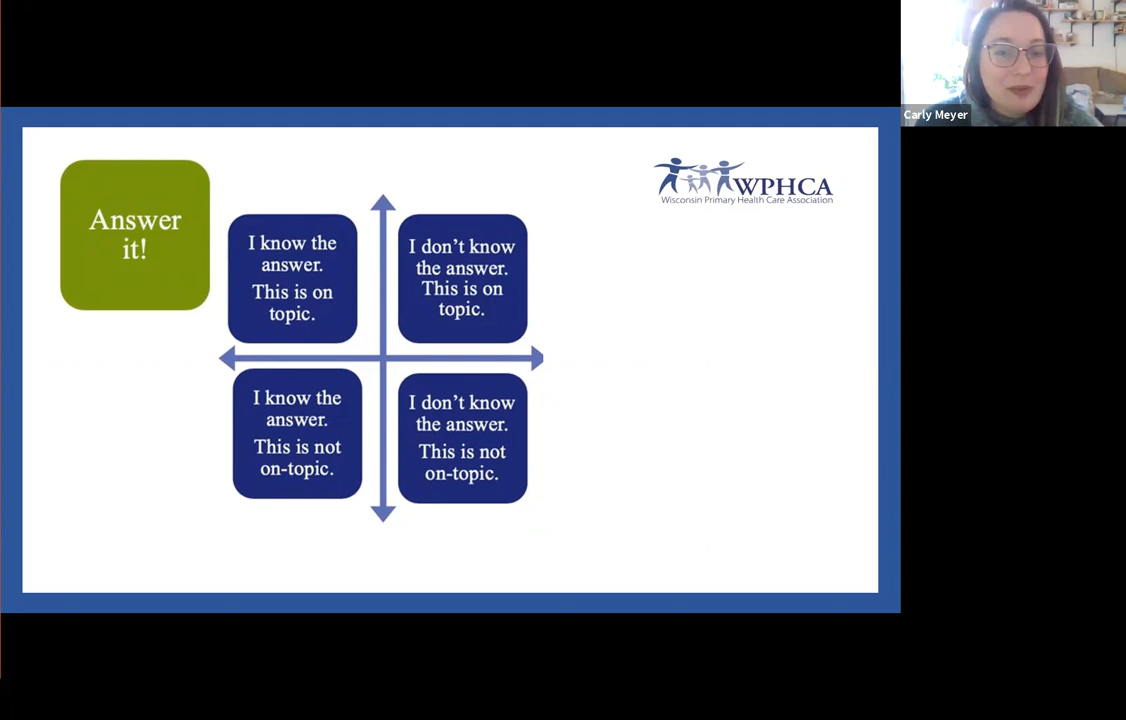 Carly Meyer
WPHCA
Wisconsin Primary Health Care Association
Answer
it!
I know the
answer.
This is on
topic.
I don’t know
the answer.
This is on
topic.
I know the
answer.
This is not
on-topic.
I don’t know
the answer.
This is not
on-topic.